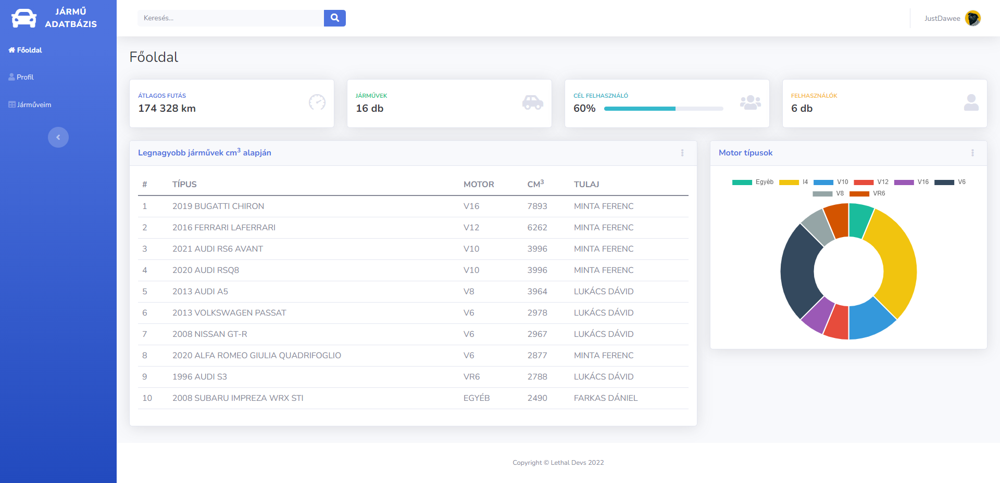 JÁRMŰ
ADATBÁZIS
Főoldal
Profil
Járműveim
Keresés...
JustDawee
Főoldal
ÁTLAGOS FUTÁS
174 328 km
JÁRMŰVEK
16 db
CÉL FELHASZNÁLÓ
60%
FELHASZNÁLÓK
6 db
Legnagyobb járművek cm³ alapján
# TÍPUS MOTOR CM³ TULAJ
1 2019 BUGATTI CHIRON V16 7893 MINTA FERENC
2 2016 FERRARI LAFERRARI V12 6262 MINTA FERENC
3 2021 AUDI RS6 AVANT V10 3996 MINTA FERENC
4 2020 AUDI RSQ8 V10 3996 MINTA FERENC
5 2013 AUDI A5 V8 3964 LUKÁCS DÁVID
6 2013 VOLKSWAGEN PASSAT V6 2978 LUKÁCS DÁVID
7 2008 NISSAN GT-R V6 2967 LUKÁCS DÁVID
8 2020 ALFA ROMEO GIULIA QUADRIFOGLIO V6 2877 MINTA FERENC
9 1996 AUDI S3 VR6 2788 LUKÁCS DÁVID
10 2008 SUBARU IMPREZA WRX STI EGYÉB 2490 FARKAS DÁNIEL
Motor típusok
Egyéb I4 V10 V12 V16 V6
V8 VR6
Copyright © Lethal Devs 2022